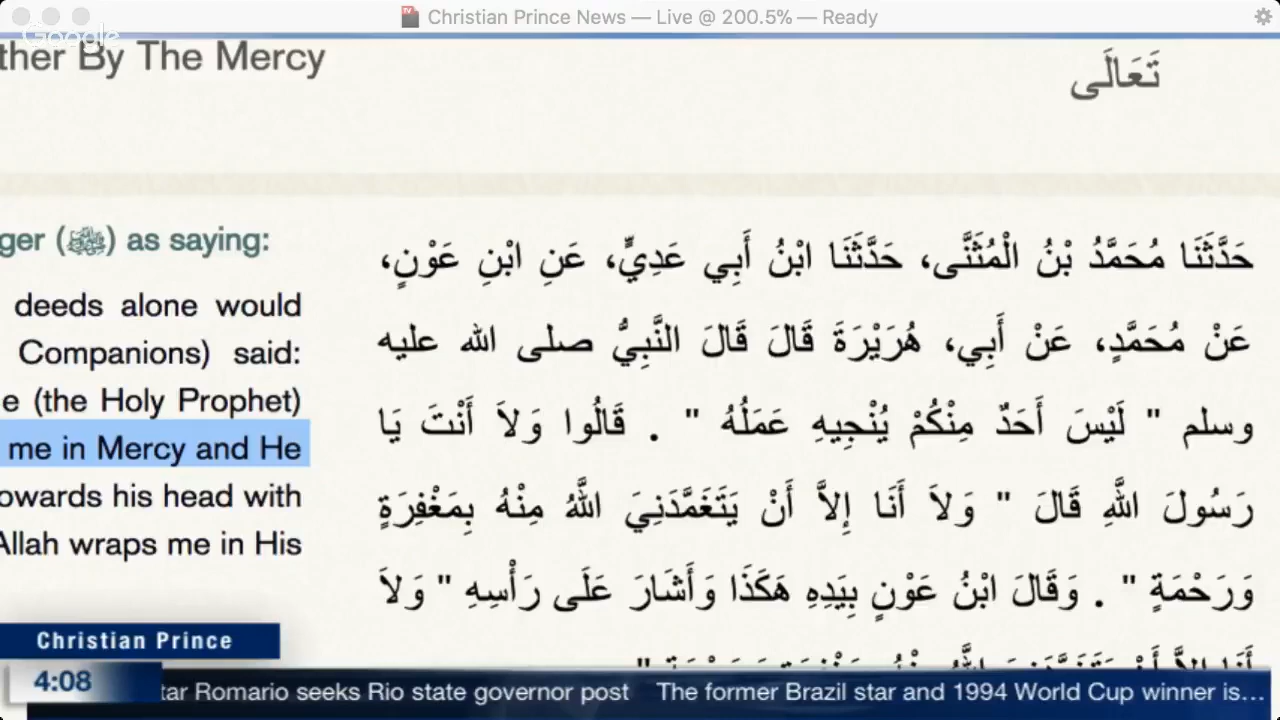 Christian Prince News — Live @ 200.5% — Ready
Google
ther By The Mercy
تَعَالَى
ger (ﷺ) as saying:
deeds alone would
Companions) said:
e (the Holy Prophet)
me in Mercy and He
owards his head with
Allah wraps me in His
حَدَّثَنَا مُحَمَّدُ بْنُ الْمُثَنَّى، حَدَّثَنَا ابْنُ أَبِي عَدِيٍّ، عَنِ ابْنِ عَوْنٍ،
عَنْ مُحَمَّدٍ، عَنْ أَبِي، هُرَيْرَةَ قَالَ قَالَ النَّبِيُّ صلى الله عليه
وسلم " لَيْسَ أَحَدٌ مِنْكُمْ يُنْجِيهِ عَمَلُهُ " . قَالُوا وَلاَ أَنْتَ يَا
رَسُولَ اللَّهِ قَالَ " وَلاَ أَنَا إِلاَّ أَنْ يَتَغَمَّدَنِيَ اللَّهُ مِنْهُ بِمَغْفِرَةٍ
وَرَحْمَةٍ " . وَقَالَ ابْنُ عَوْنٍ بِيَدِهِ هَكَذَا وَأَشَارَ عَلَى رَأْسِهِ " وَلاَ
Christian Prince
4:08
tar Romario seeks Rio state governor post The former Brazil star and 1994 World Cup winner is...